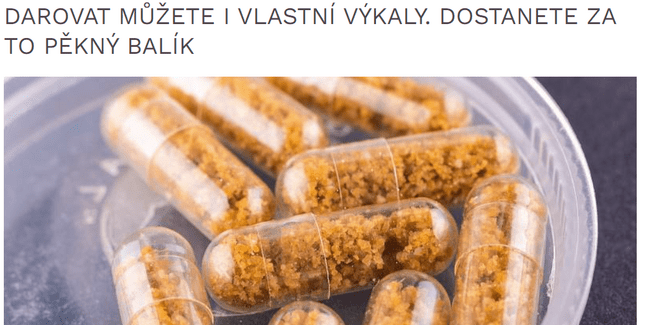 DAROVAT MŮŽETE I VLASTNÍ VÝKALY. DOSTANETE ZA
TO PĚKNÝ BALÍK